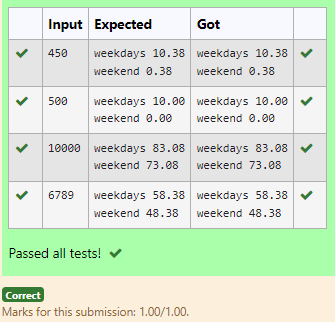 Input Expected Got
450 weekdays 10.38 weekdays 10.38
weekend 0.38 weekend 0.38
500 weekdays 10.00 weekdays 10.00
weekend 0.00 weekend 0.00
10000 weekdays 83.08 weekdays 83.08
weekend 73.08 weekend 73.08
6789 weekdays 58.38 weekdays 58.38
weekend 48.38 weekend 48.38
Passed all tests!
Correct
Marks for this submission: 1.00/1.00.